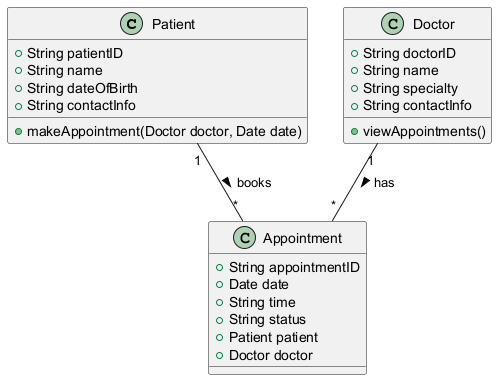 C Patient
String patientID
String name
String dateOfBirth
String contactInfo
makeAppointment(Doctor doctor, Date date)
C Doctor
String doctorID
String name
String specialty
String contactInfo
viewAppointments()
1
books
*
1
has
*
C Appointment
String appointmentID
Date date
String time
String status
Patient patient
Doctor doctor